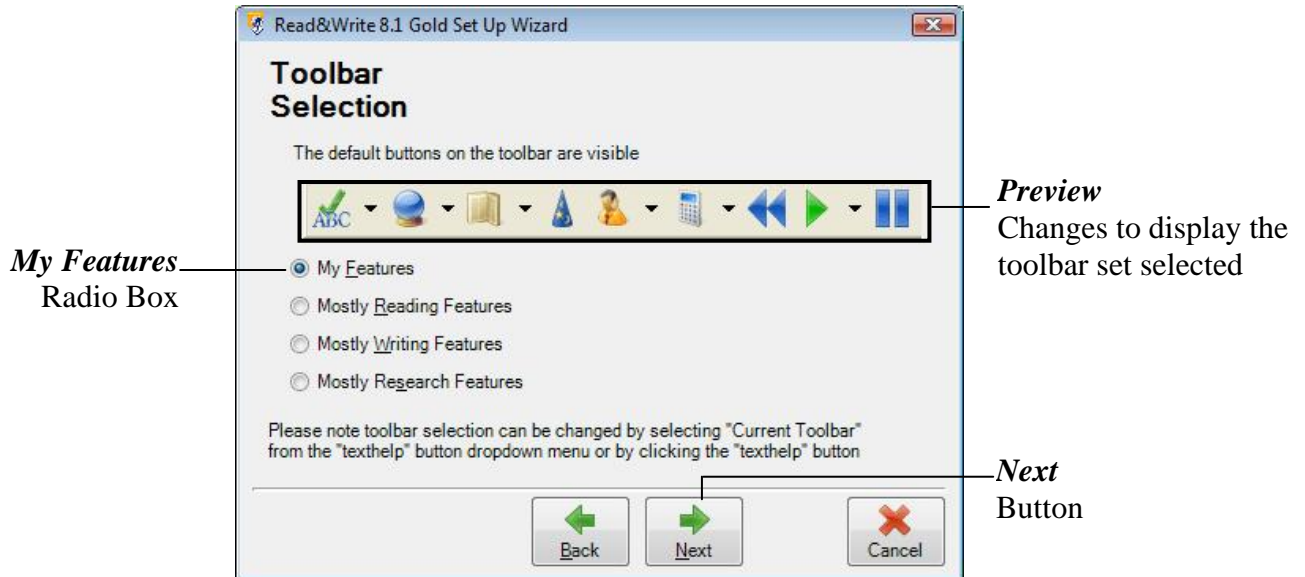 Read&Write 8.1 Gold Set Up Wizard
Toolbar
Selection
The default buttons on the toolbar are visible
ABC
Preview
Changes to display the
toolbar set selected
My Features
Radio Box
My Features
Mostly Reading Features
Mostly Writing Features
Mostly Research Features
Please note toolbar selection can be changed by selecting "Current Toolbar"
from the "texthelp" button dropdown menu or by clicking the "texthelp" button
Next
Button
Back
Next
Cancel